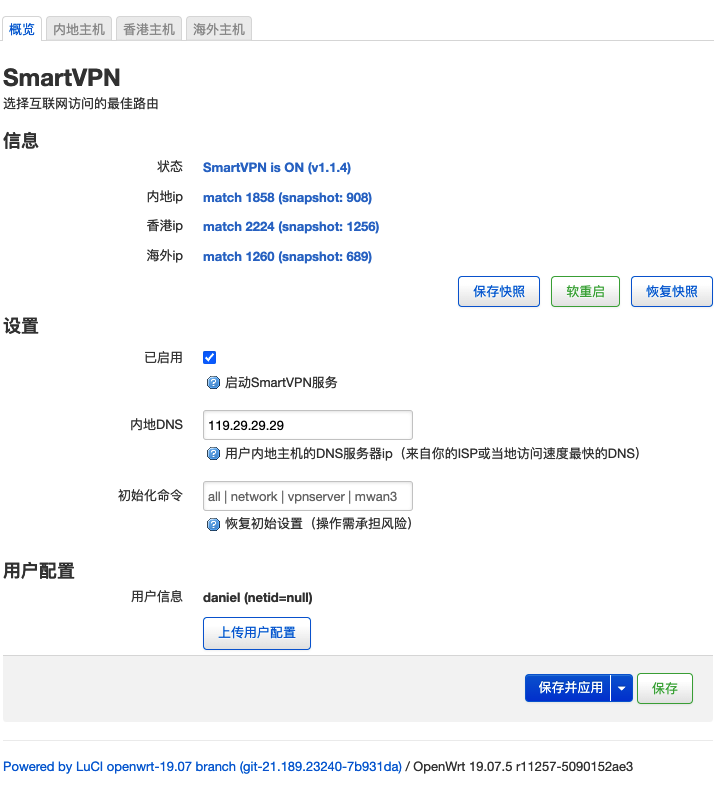 概览 内地主机 香港主机 海外主机
SmartVPN
选择互联网访问的最佳路由
信息
状态 SmartVPN is ON (v1.1.4)
内地ip match 1858 (snapshot: 908)
香港ip match 2224 (snapshot: 1256)
海外ip match 1260 (snapshot: 689)
保存快照 软重启 恢复快照
设置
已启用
启动SmartVPN服务
内地DNS 119.29.29.29
用户内地主机的DNS服务器ip（来自你的ISP或当地访问速度最快的DNS）
初始化命令 all | network | vpnserver | mwan3
恢复初始设置（操作需承担风险）
用户配置
用户信息 daniel (netid=null)
上传用户配置
保存并应用 保存
Powered by LuCI openwrt-19.07 branch (git-21.189.23240-7b931da) / OpenWrt 19.07.5 r11257-5090152ae3